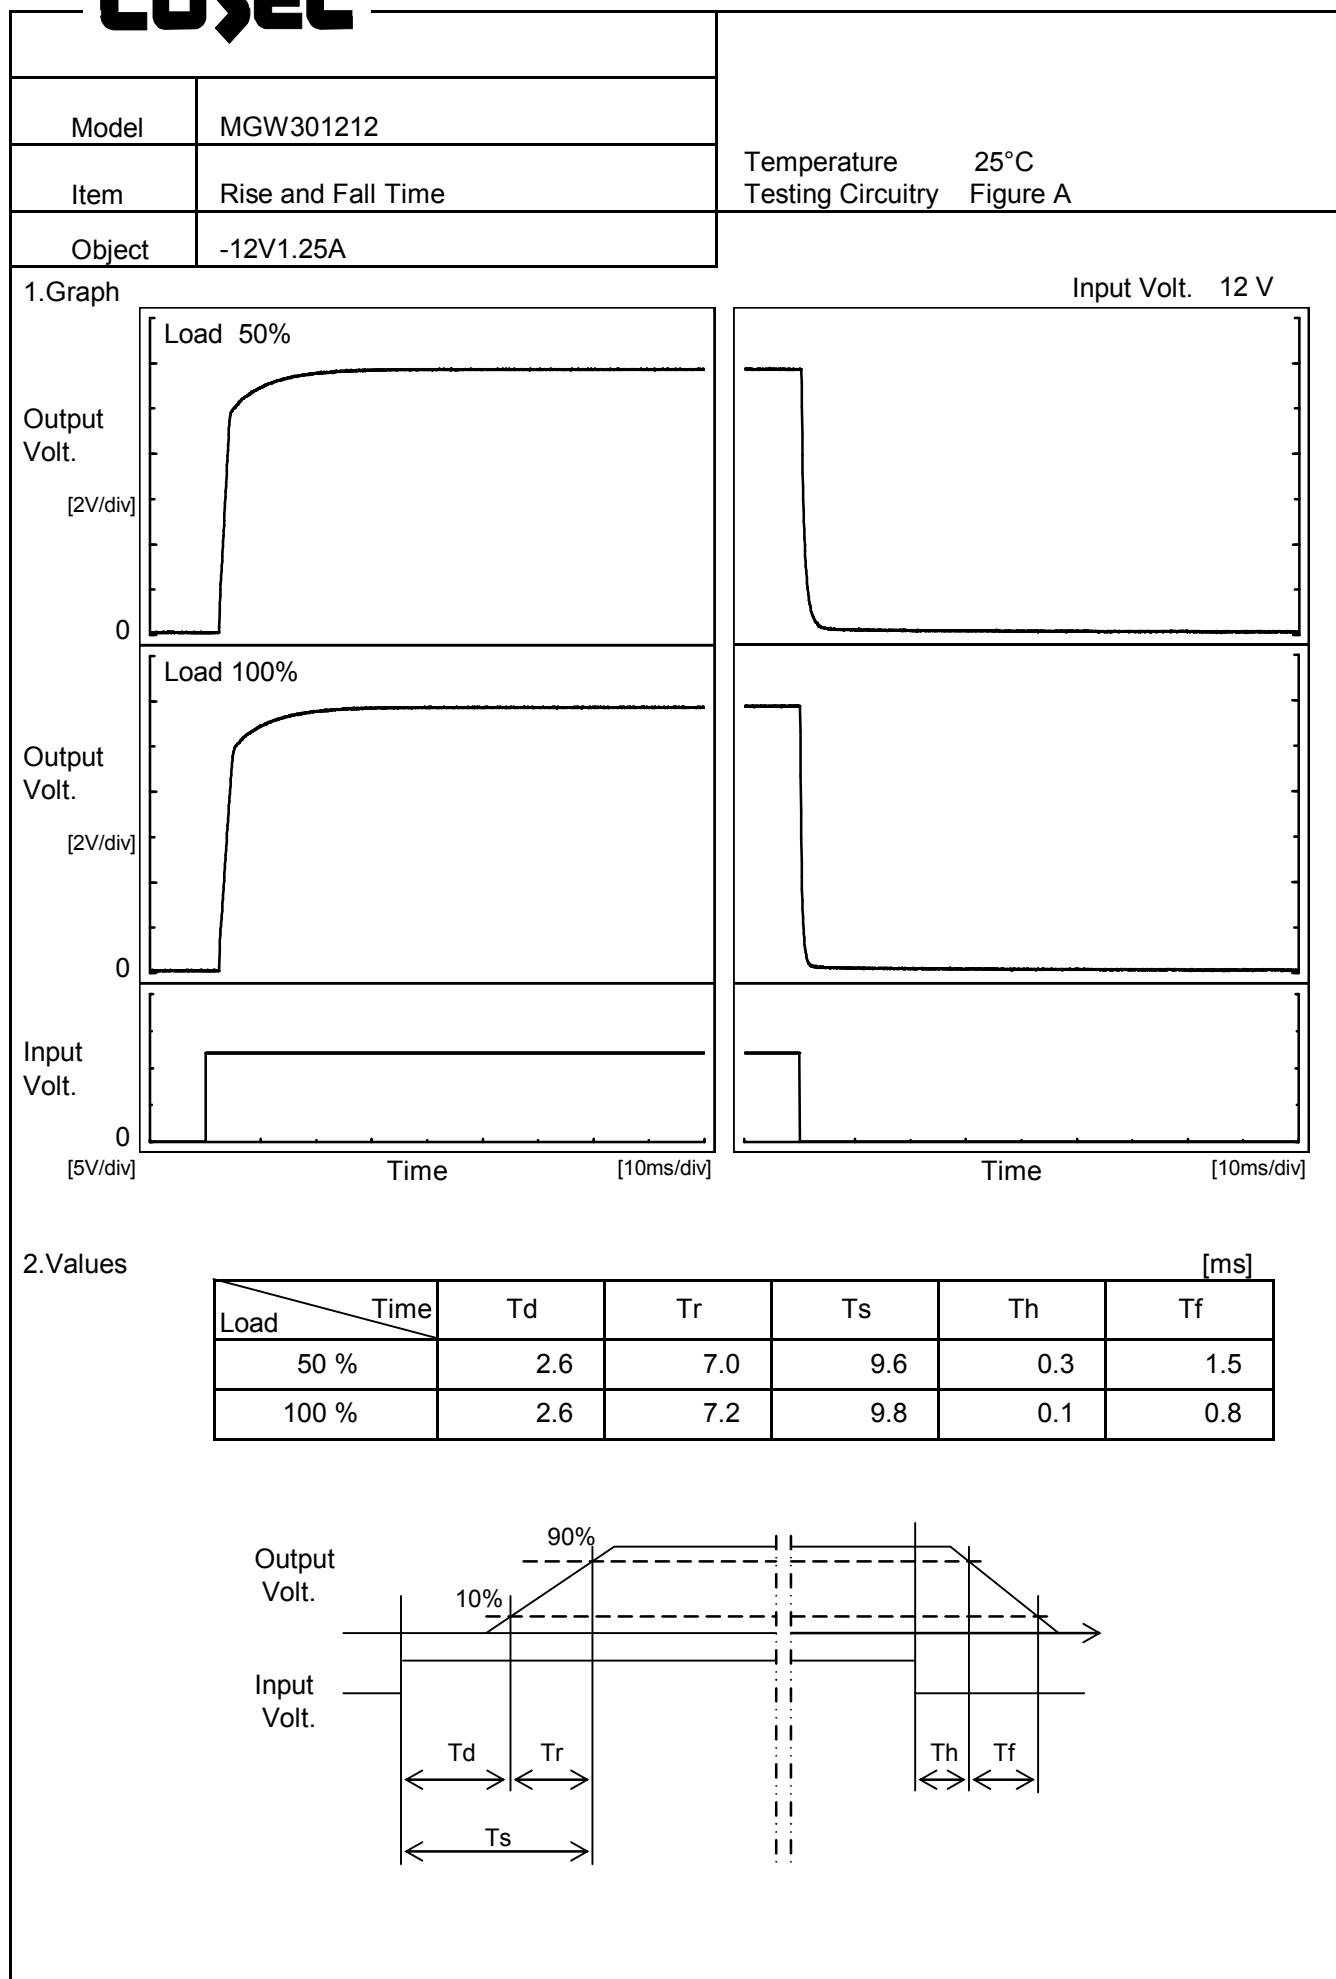 COSEL
Model MGW301212
Item Rise and Fall Time
Temperature 25°C
Testing Circuitry Figure A
Object -12V1.25A
1.Graph
Input Volt. 12 V
Load 50%
Output
Volt.
[2V/div]
0
Load 100%
Output
Volt.
[2V/div]
0
Input
Volt.
0
[5V/div] Time [10ms/div] Time [10ms/div]
2.Values [ms]
Time Td Tr Ts Th Tf
Load
50 % 2.6 7.0 9.6 0.3 1.5
100 % 2.6 7.2 9.8 0.1 0.8
90%
Output
Volt.
10%
Input
Volt.
Td Tr Th Tf
Ts